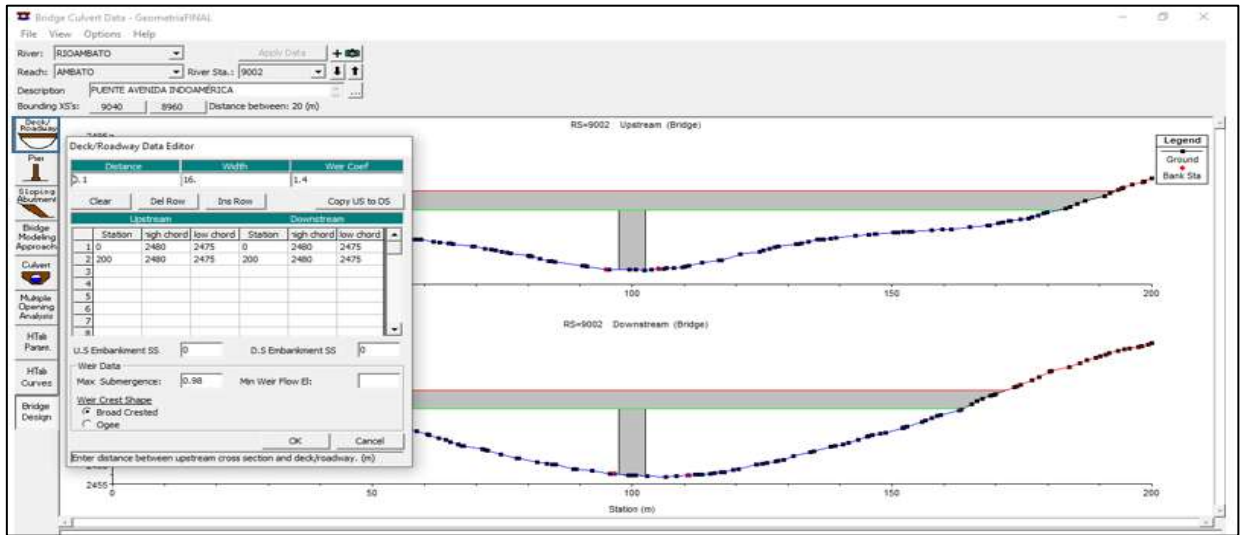 Bridge Culvert Data - GeometriaFINAL
File View Options Help
River: RIOAMBATO Apply Data
Reach: AMBATO River Sta.: 9002
Description PUENTE AVENIDA INDOAMÉRICA ...
Bounding XS's: 9040 8960 Distance between: 20 (m)
Deck/
Roadway
Pier
Sloping
Abutment
Bridge
Modeling
Approach
Culvert
Multiple
Opening
Analysis
HTab
Param.
HTab
Curves
Bridge
Design
RS=9002 Upstream (Bridge)
Legend
Ground
Bank Sta
100
150
200
RS=9002 Downstream (Bridge)
2455
0
50
100
150
200
Station (m)
Deck/Roadway Data Editor
Distance Width Weir Coef
0.1 16. 1.4
Clear Del Row Ins Row Copy US to DS
Upstream Downstream
Station high chord low chord Station high chord low chord
1 0 2480 2475 0 2480 2475
2 200 2480 2475 200 2480 2475
3
4
5
6
7
8
U.S Embankment SS 0 D.S Embankment SS 0
Weir Data
Max Submergence: 0.98 Min Weir Flow El:
Weir Crest Shape
Broad Crested
Ogee
OK Cancel
Enter distance between upstream cross section and deck/roadway. (m)